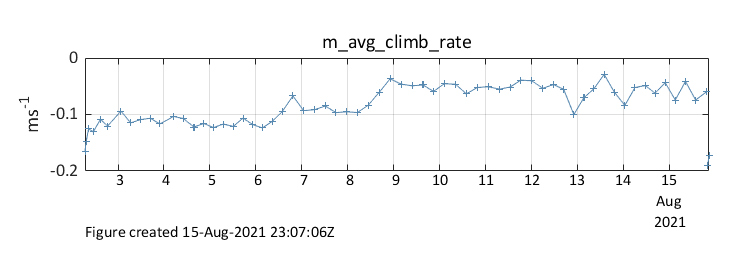 m_avg_climb_rate
0
-0.1
-0.2
ms-1
3 4 5 6 7 8 9 10 11 12 13 14 15
Aug
2021
Figure created 15-Aug-2021 23:07:06Z